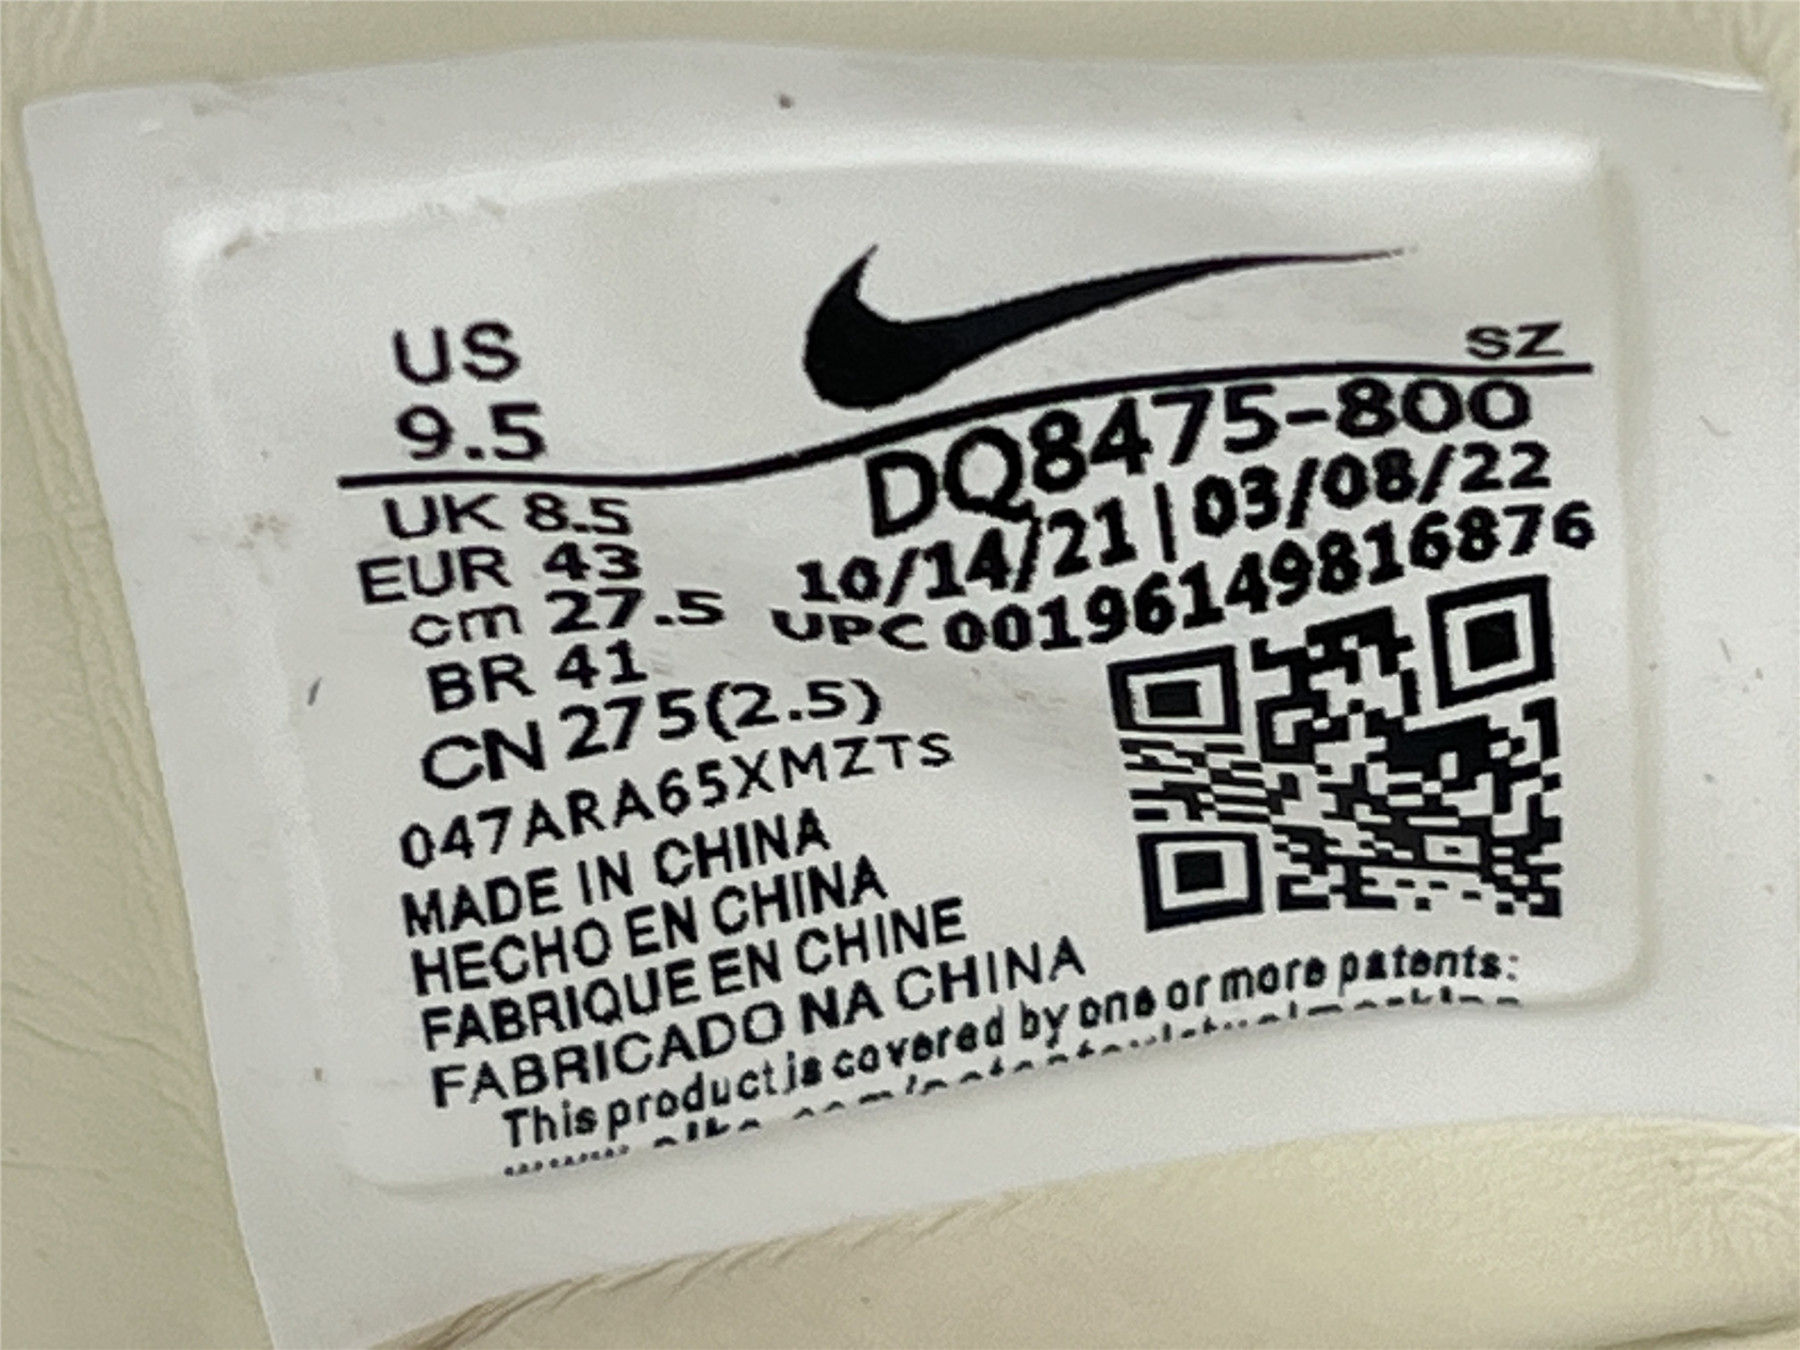 US
9.5
SZ
UK 8.5
EUR 43
cm 27.5
BR 41
CN 275(2.5)
DQ8475-800
10/14/21 | 03/08/22
UPC 00196149816876
047ARA65XMZTS
MADE IN CHINA
HECHO EN CHINA
FABRIQUE EN CHINE
FABRICADO NA CHINA
This product is covered by one or more patents: